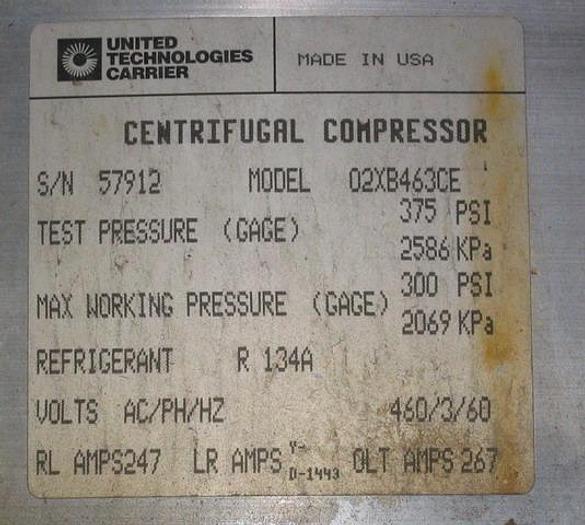 UNITED
TECHNOLOGIES
CARRIER
MADE IN USA
CENTRIFUGAL COMPRESSOR
S/N 57912 MODEL 02XB463CE
TEST PRESSURE (GAGE) 375 PSI
2586 KPa
MAX WORKING PRESSURE (GAGE) 300 PSI
2069 KPa
REFRIGERANT R 134A
VOLTS AC/PH/HZ 460/3/60
RL AMPS247 LR AMPS Y- D-1443 OLT AMPS 267